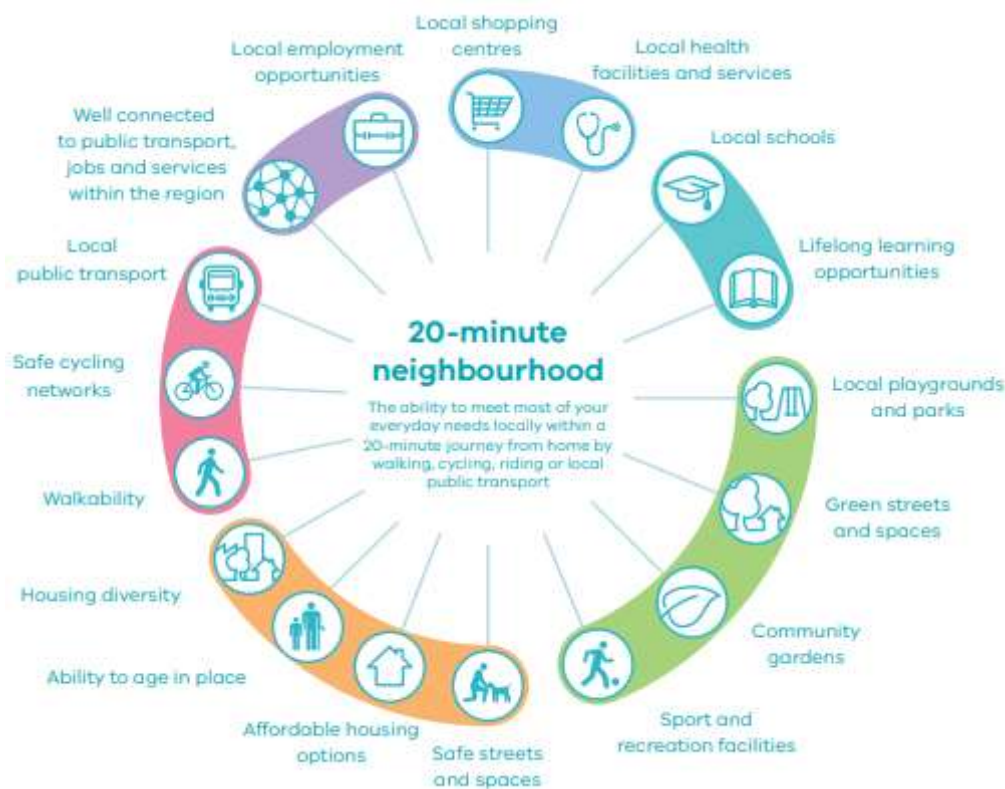 Local shopping
centres
Local health
facilities and services
Local schools
Lifelong learning
opportunities
Local playgrounds
and parks
Green streets
and spaces
Community
gardens
Sport and
recreation facilities
Safe streets
and spaces
Affordable housing
options
Ability to age in place
Housing diversity
Walkability
Safe cycling
networks
Local
public transport
Well connected
to public transport,
jobs and services
within the region
Local employment
opportunities
20-minute
neighbourhood
The ability to meet most of your
everyday needs locally within a
20-minute journey from home by
walking, cycling, riding or local
public transport